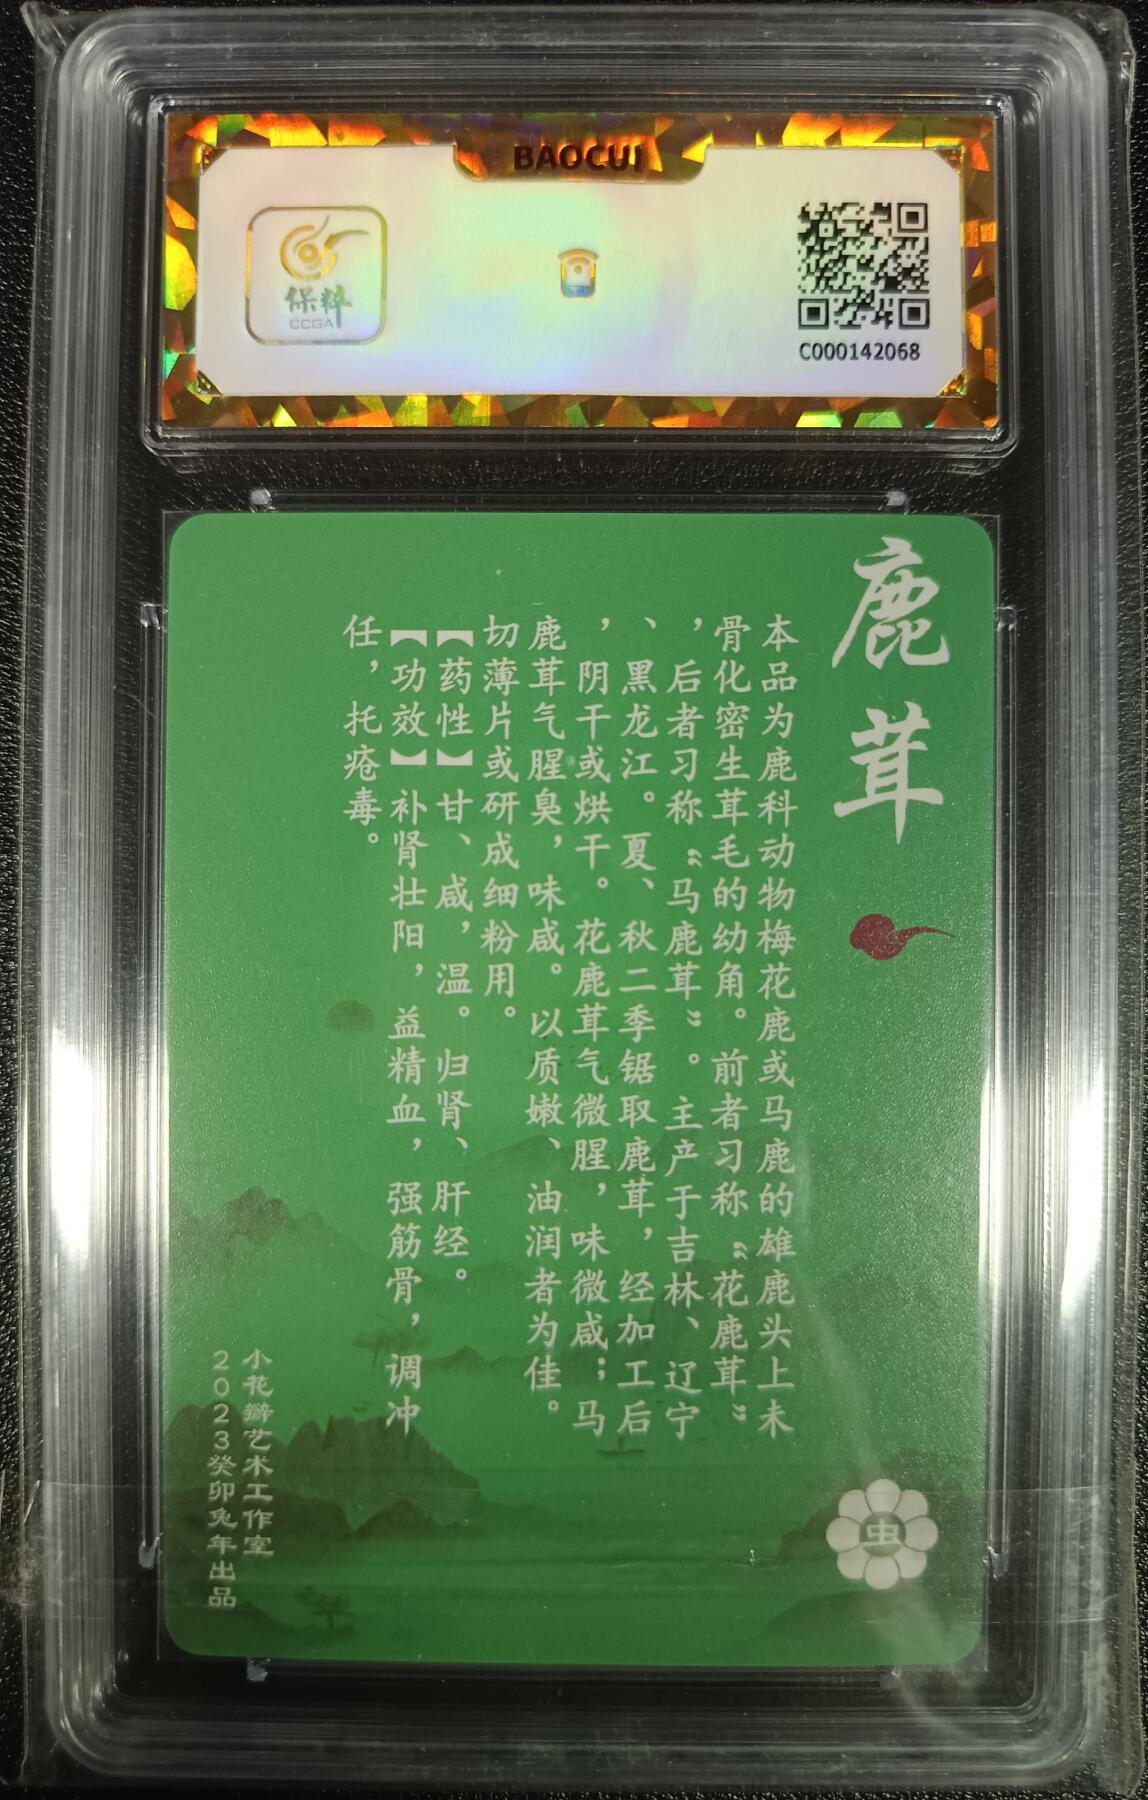 BAOCUI
保粹
CCGA
C000142068
鹿茸
本品为鹿科动物梅花鹿或马鹿的雄鹿头上未
骨化密生茸毛的幼角。前者习称“花鹿茸”
，后者习称“马鹿茸”。主产于吉林、辽宁
、黑龙江。夏、秋二季锯取鹿茸，经加工后
，阴干或烘干。花鹿茸气微腥，味微咸；马
鹿茸气腥臭，味咸。以质嫩、油润者为佳。
切薄片或研成细粉用。
【药性】甘、咸，温。归肾、肝经。
【功效】补肾壮阳，益精血，强筋骨，调冲
任，托疮毒。
虫
小花瓣艺术工作室
2023癸卯兔年出品